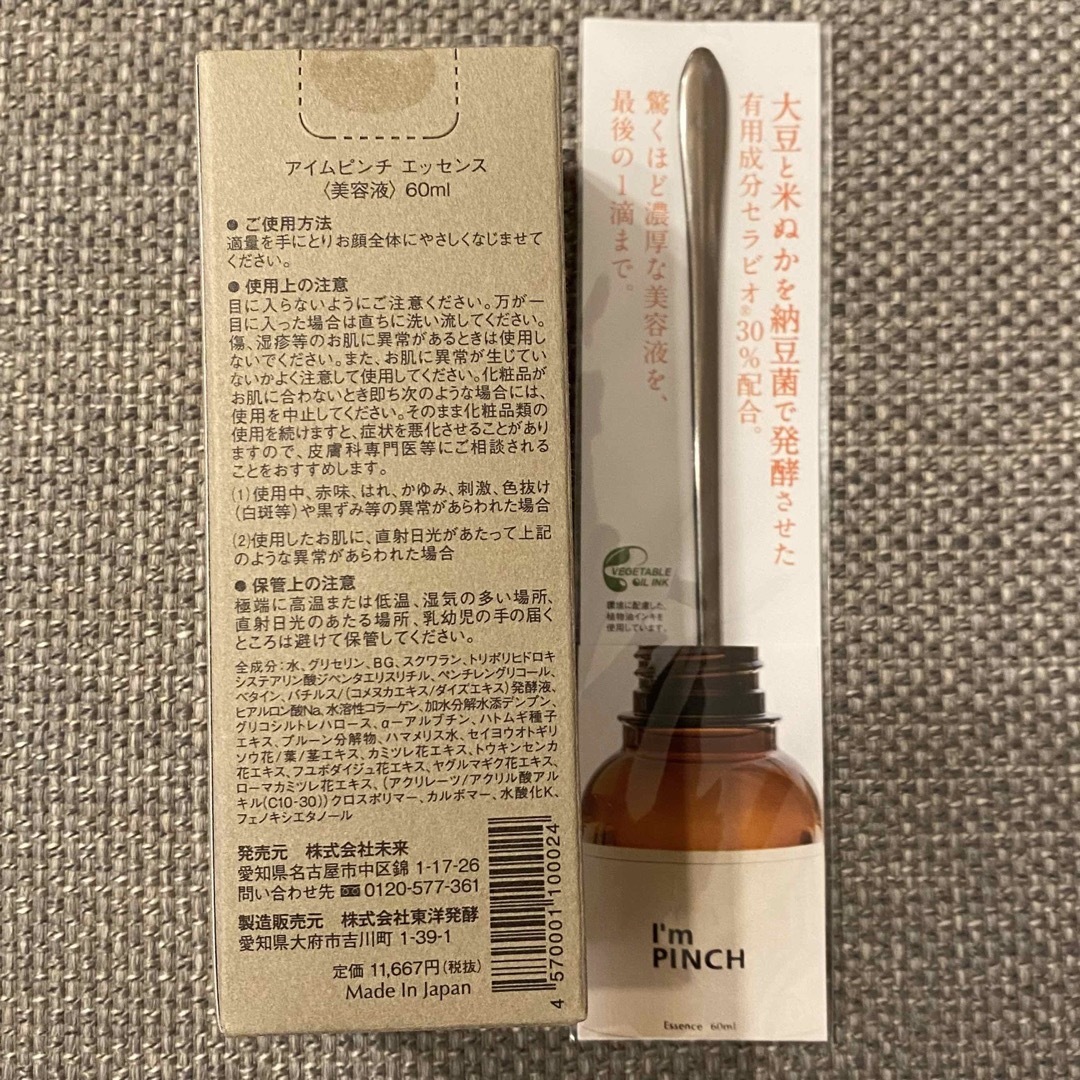 アイムピンチ エッセンス
〈美容液〉60ml
● ご使用方法
適量を手にとりお顔全体にやさしくなじませて
ください。
● 使用上の注意
目に入らないようにご注意ください。万が一
目に入った場合は直ちに洗い流してください。
傷、湿疹等のお肌に異常があるときは使用し
ないでください。また、お肌に異常が生じてい
ないかよく注意して使用してください。化粧品が
お肌に合わないとき即ち次のような場合には、
使用を中止してください。そのまま化粧品類の
使用を続けますと、症状を悪化させることがあり
ますので、皮膚科専門医等にご相談される
ことをおすすめします。
(1)使用中、赤味、はれ、かゆみ、刺激、色抜け
(白斑等)や黒ずみ等の異常があらわれた場合
(2)使用したお肌に、直射日光があたって上記
のような異常があらわれた場合
● 保管上の注意
極端に高温または低温、湿気の多い場所、
直射日光のあたる場所、乳幼児の手の届く
ところは避けて保管してください。
全成分：水、グリセリン、BG、スクワラン、トリポリヒドロキ
システアリン酸ジペンタエリスリチル、ペンチレングリコール、
ベタイン、バチルス/(コメヌカエキス/ダイズエキス)発酵液、
ヒアルロン酸Na、水溶性コラーゲン、加水分解水添デンプン、
グリコシルトレハロース、α－アルブチン、ハトムギ種子
エキス、プルーン分解物、ハマメリス水、セイヨウオトギリ
ソウ花/葉/茎エキス、カミツレ花エキス、トウキンセンカ
花エキス、フユボダイジュ花エキス、ヤグルマギク花エキス、
ローマカミツレ花エキス、(アクリレーツ/アクリル酸アル
キル(C10-30))クロスポリマー、カルボマー、水酸化K、
フェノキシエタノール
発売元 株式会社未来
愛知県名古屋市中区錦 1-17-26
問い合わせ先 0120-577-361
製造販売元 株式会社東洋発酵
愛知県大府市吉川町 1-39-1
定価 11,667円(税抜)
Made In Japan
4 570001 100024
大豆と米ぬかを納豆菌で発酵させた
有用成分セラビオ®30%配合。
驚くほど濃厚な美容液を、
最後の1滴まで。
VEGETABLE
OIL INK
環境に配慮した、
植物油インキを
使用しています。
I'm
PINCH
Essence 60ml